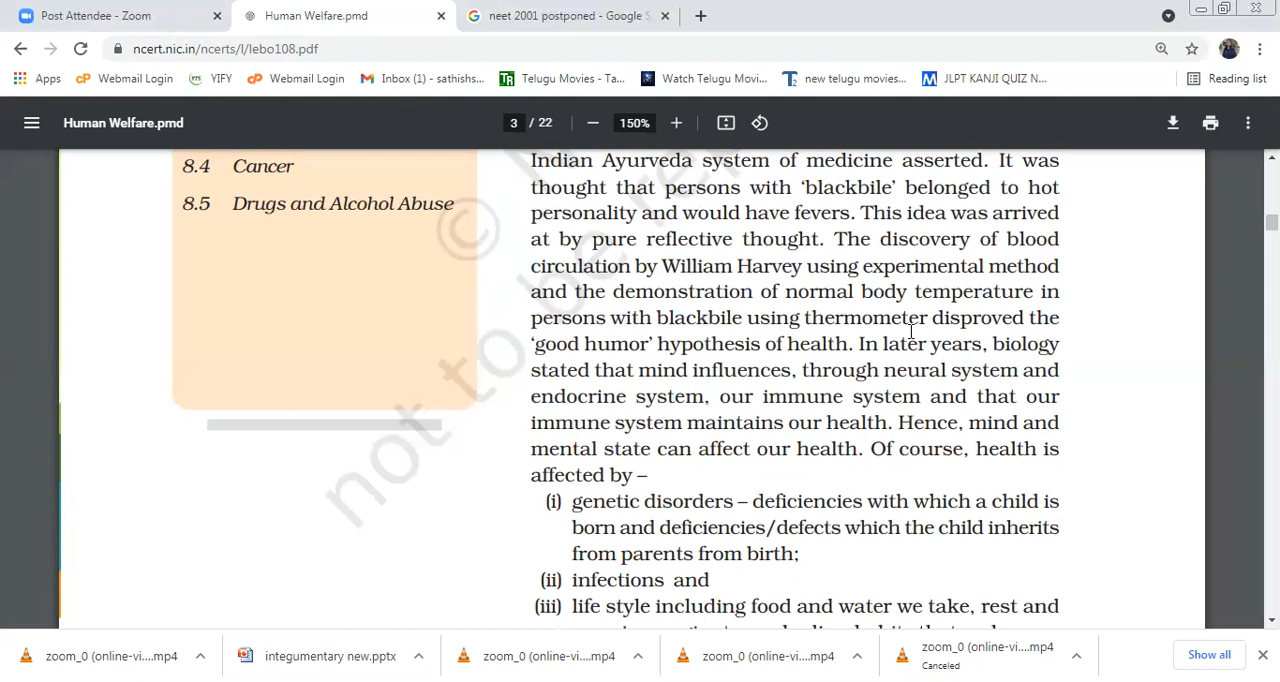 Post Attendee - Zoom
Human Welfare.pmd
neet 2001 postponed - Google S
ncert.nic.in/ncerts/l/lebo108.pdf
Apps
Webmail Login
YIFY
Webmail Login
Inbox (1) - sathishs...
Telugu Movies - Ta...
Watch Telugu Movi...
new telugu movies...
JLPT KANJI QUIZ N...
Reading list
Human Welfare.pmd
3 / 22
150%
8.4 Cancer
8.5 Drugs and Alcohol Abuse
Indian Ayurveda system of medicine asserted. It was
thought that persons with ‘blackbile’ belonged to hot
personality and would have fevers. This idea was arrived
at by pure reflective thought. The discovery of blood
circulation by William Harvey using experimental method
and the demonstration of normal body temperature in
persons with blackbile using thermometer disproved the
‘good humor’ hypothesis of health. In later years, biology
stated that mind influences, through neural system and
endocrine system, our immune system and that our
immune system maintains our health. Hence, mind and
mental state can affect our health. Of course, health is
affected by –
(i) genetic disorders – deficiencies with which a child is
born and deficiencies/defects which the child inherits
from parents from birth;
(ii) infections and
(iii) life style including food and water we take, rest and
©
not to be rep
zoom_0 (online-vi....mp4
integumentary new.pptx
zoom_0 (online-vi....mp4
zoom_0 (online-vi....mp4
zoom_0 (online-vi....mp4
Canceled
Show all